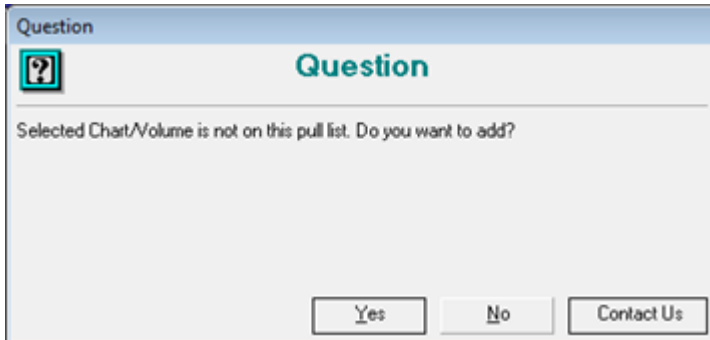 Question
Question
Selected Chart/Volume is not on this pull list. Do you want to add?
Yes No Contact Us